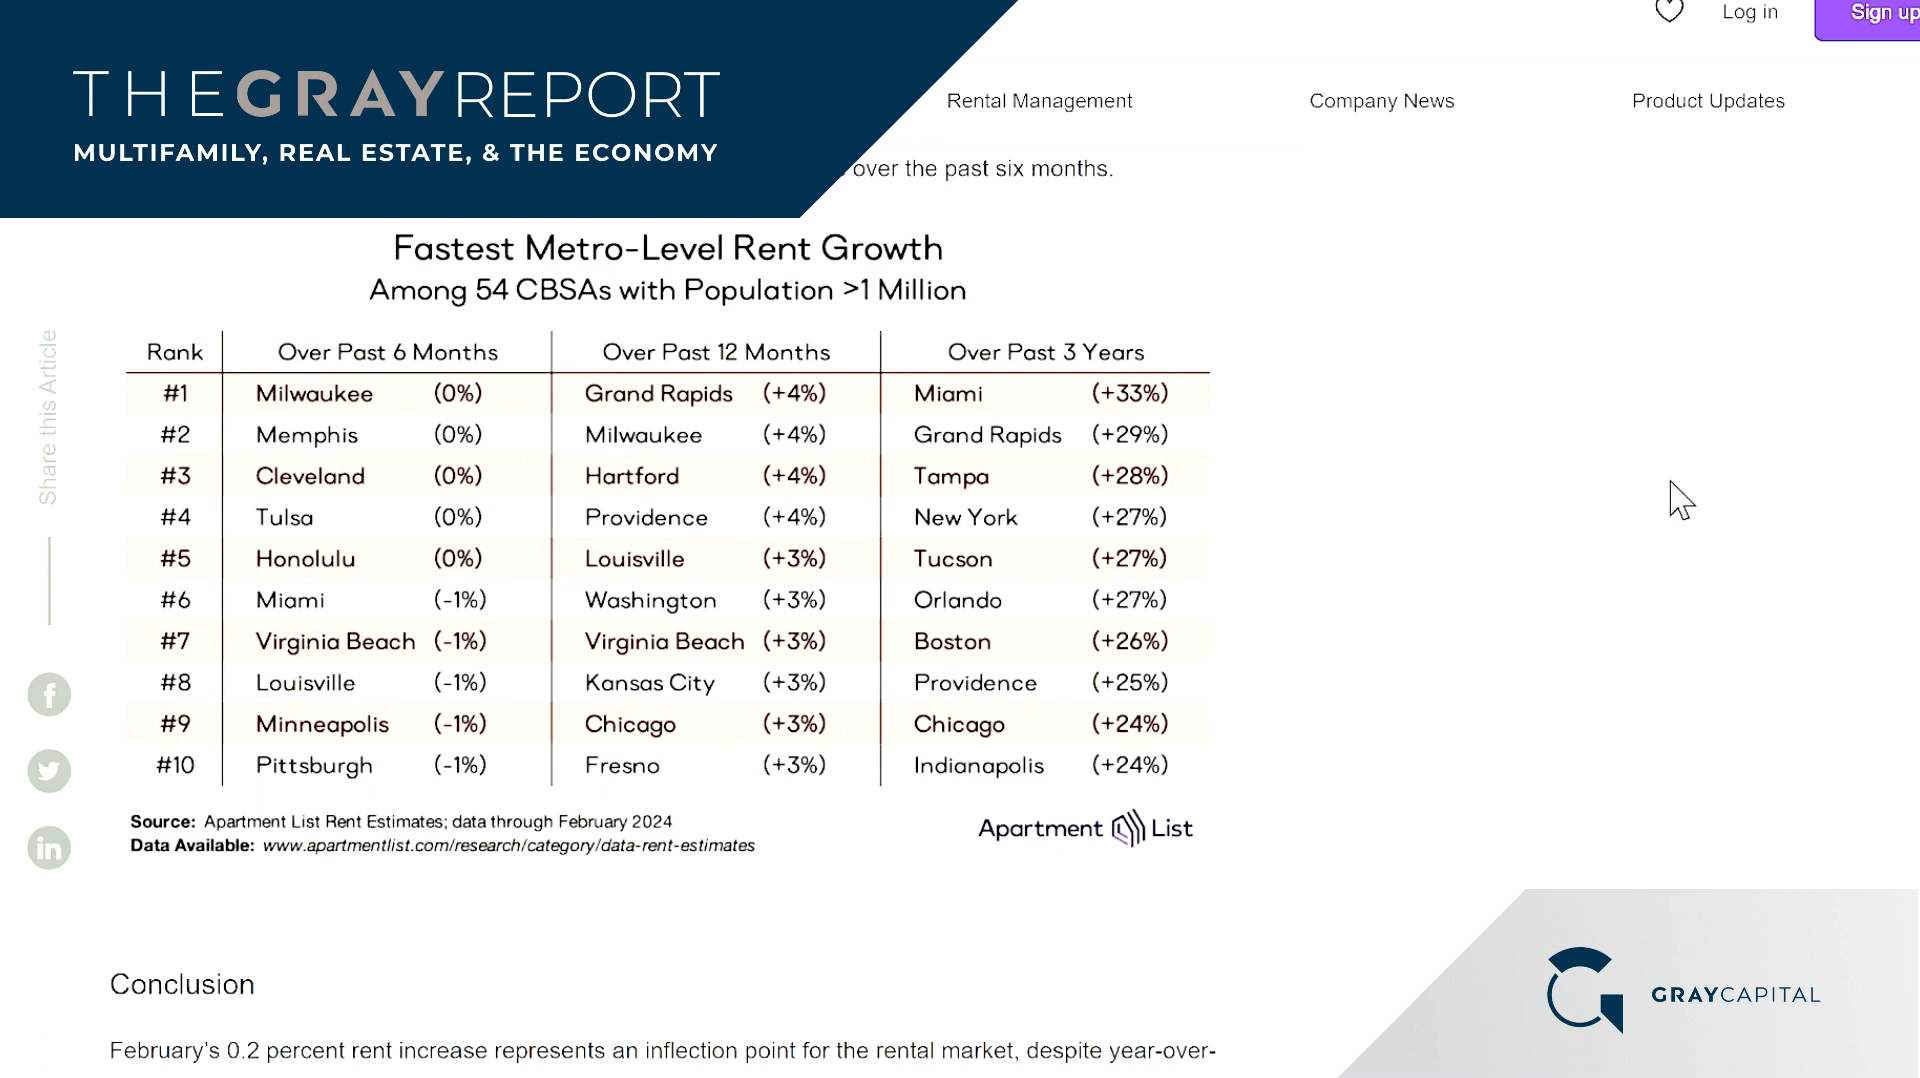 THEGRAYREPORT
MULTIFAMILY, REAL ESTATE, & THE ECONOMY
Log in
Sign up
Rental Management
Company News
Product Updates
over the past six months.
Fastest Metro-Level Rent Growth
Among 54 CBSAs with Population >1 Million
Rank Over Past 6 Months Over Past 12 Months Over Past 3 Years
#1 Milwaukee (0%) Grand Rapids (+4%) Miami (+33%)
#2 Memphis (0%) Milwaukee (+4%) Grand Rapids (+29%)
#3 Cleveland (0%) Hartford (+4%) Tampa (+28%)
#4 Tulsa (0%) Providence (+4%) New York (+27%)
#5 Honolulu (0%) Louisville (+3%) Tucson (+27%)
#6 Miami (-1%) Washington (+3%) Orlando (+27%)
#7 Virginia Beach (-1%) Virginia Beach (+3%) Boston (+26%)
#8 Louisville (-1%) Kansas City (+3%) Providence (+25%)
#9 Minneapolis (-1%) Chicago (+3%) Chicago (+24%)
#10 Pittsburgh (-1%) Fresno (+3%) Indianapolis (+24%)
Source: Apartment List Rent Estimates; data through February 2024
Data Available: www.apartmentlist.com/research/category/data-rent-estimates
Apartment List
Share this Article
Conclusion
February's 0.2 percent rent increase represents an inflection point for the rental market, despite year-over-
GRAYCAPITAL